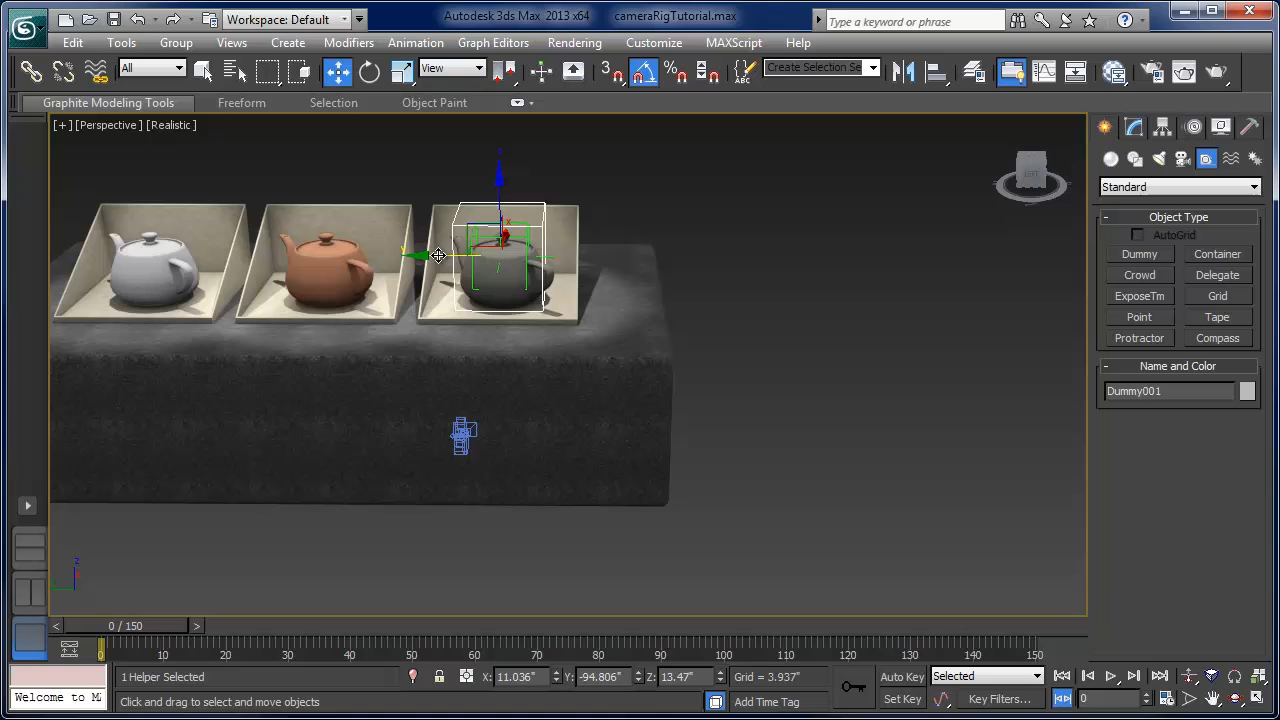 Workspace: Default
Autodesk 3ds Max 2013 x64 cameraRigTutorial.max
Type a keyword or phrase
Edit Tools Group Views Create Modifiers Animation Graph Editors Rendering Customize MAXScript Help
All View 3 Create Selection Se
Graphite Modeling Tools Freeform Selection Object Paint
[+] [Perspective ] [Realistic ]
Standard
- Object Type
AutoGrid
Dummy Container
Crowd Delegate
ExposeTm Grid
Point Tape
Protractor Compass
- Name and Color
Dummy001
z
x
y
z
< 0 / 150 >
0 10 20 30 40 50 60 70 80 90 100 110 120 130 140 150
1 Helper Selected X: 11.036" Y: -94.806" Z: 13.47" Grid = 3.937" Auto Key Selected
Welcome to M Click and drag to select and move objects Add Time Tag Set Key Key Filters... 0